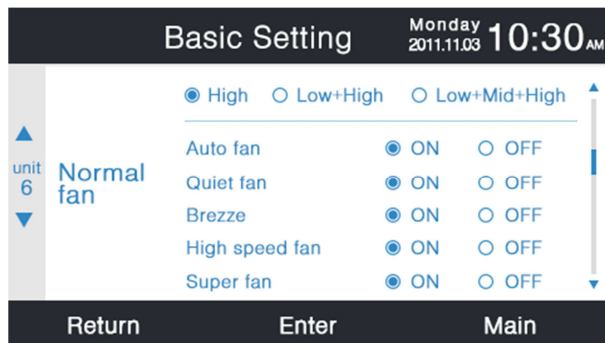 Basic Setting
Monday
2011.11.03 10:30 AM
High Low+High Low+Mid+High
unit
6
Normal
fan
Auto fan ON OFF
Quiet fan ON OFF
Brezze ON OFF
High speed fan ON OFF
Super fan ON OFF
Return Enter Main